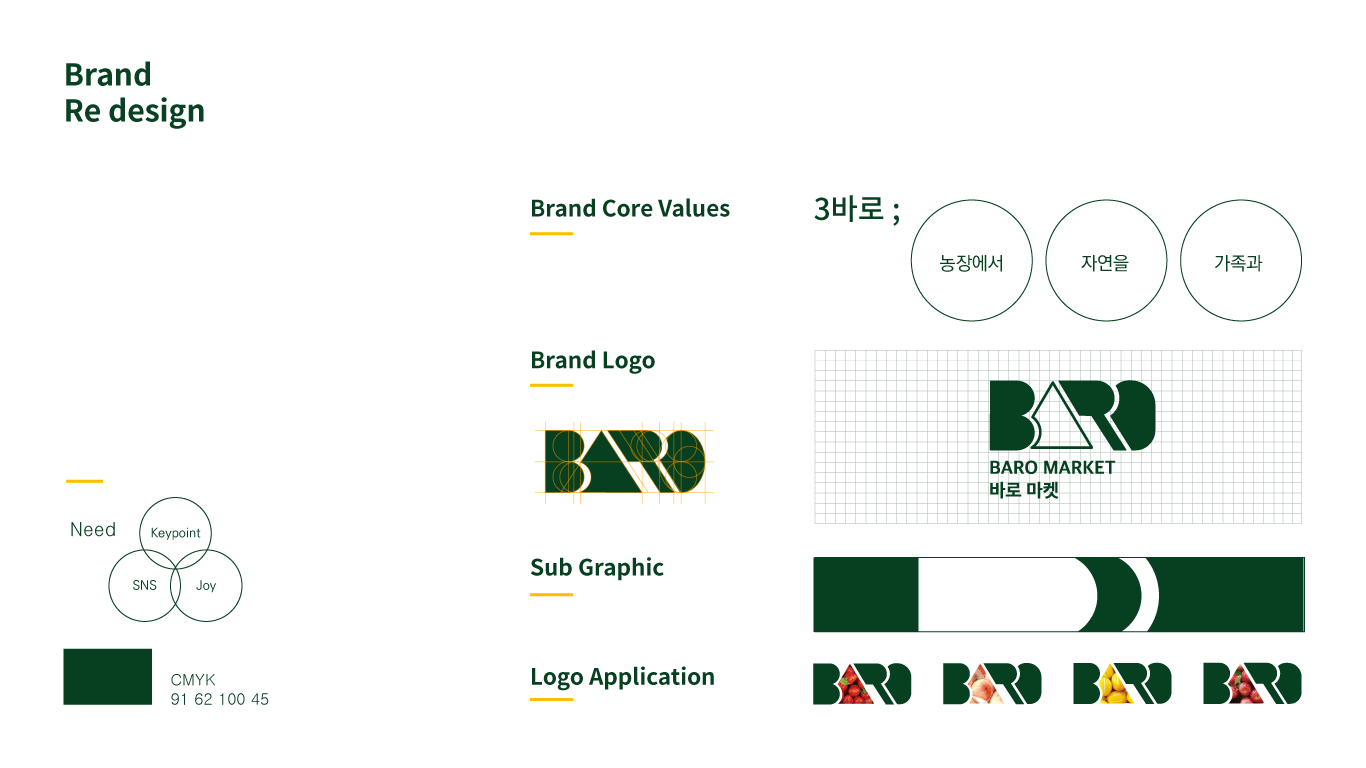 Brand
Re design
Need
Keypoint
SNS
Joy
CMYK
91 62 100 45
Brand Core Values
3바로 ;
농장에서
자연을
가족과
Brand Logo
BARO
BARO
BARO MARKET
바로 마켓
Sub Graphic
Logo Application
BARO
BARO
BARO
BARO